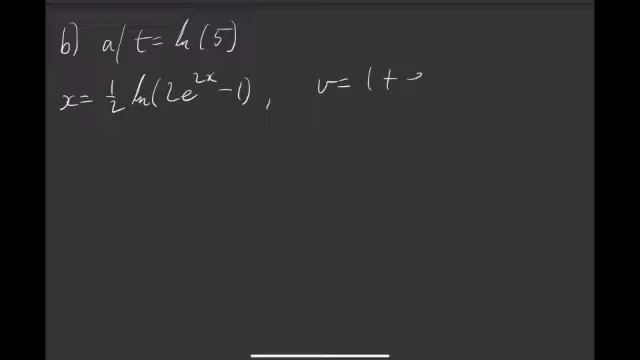 b) a/ t = ln(5)
x = 1/2 ln(2e^{2x} - 1), v = 1 +